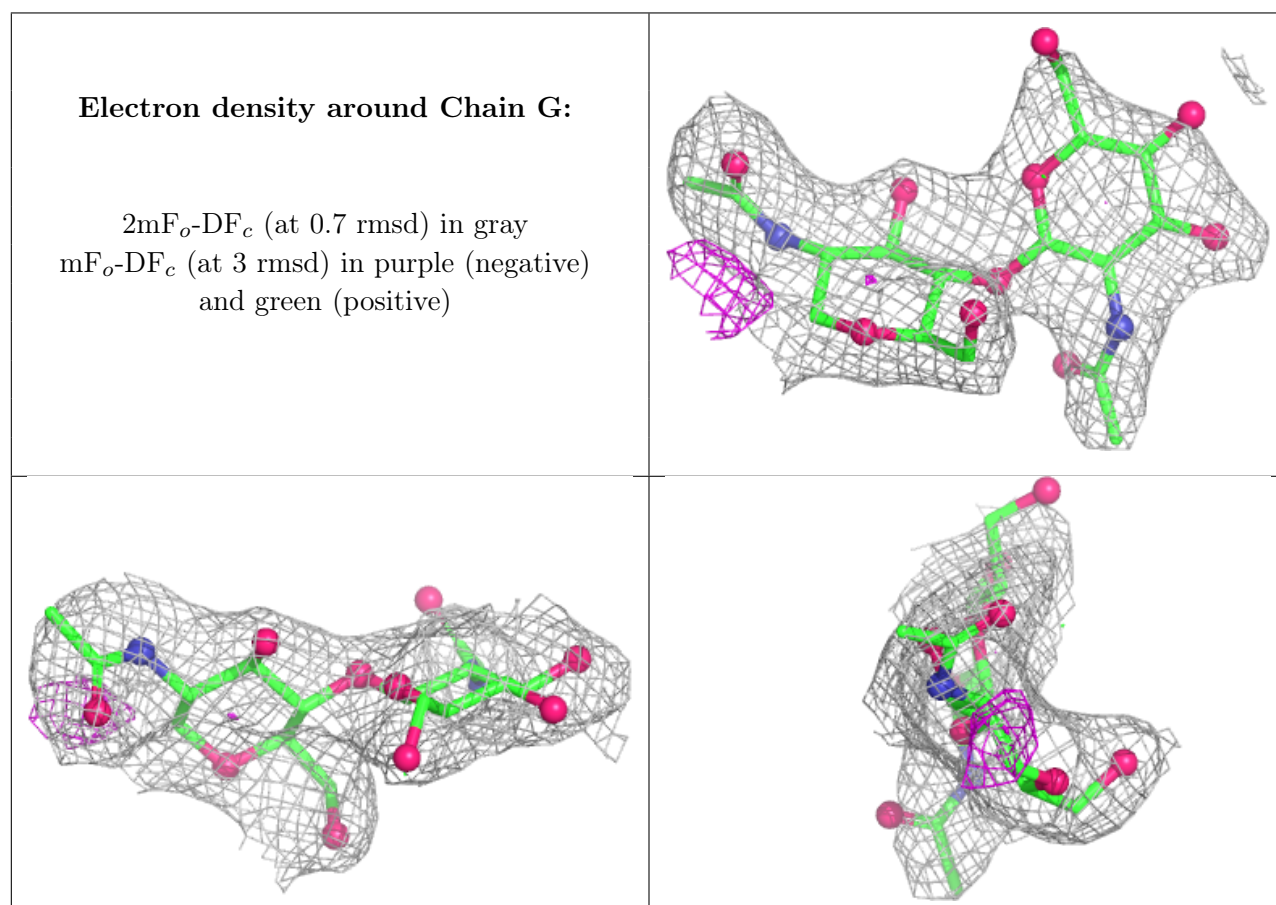 Electron density around Chain G:
2mFo-DFc (at 0.7 rmsd) in gray
mFo-DFc (at 3 rmsd) in purple (negative)
and green (positive)